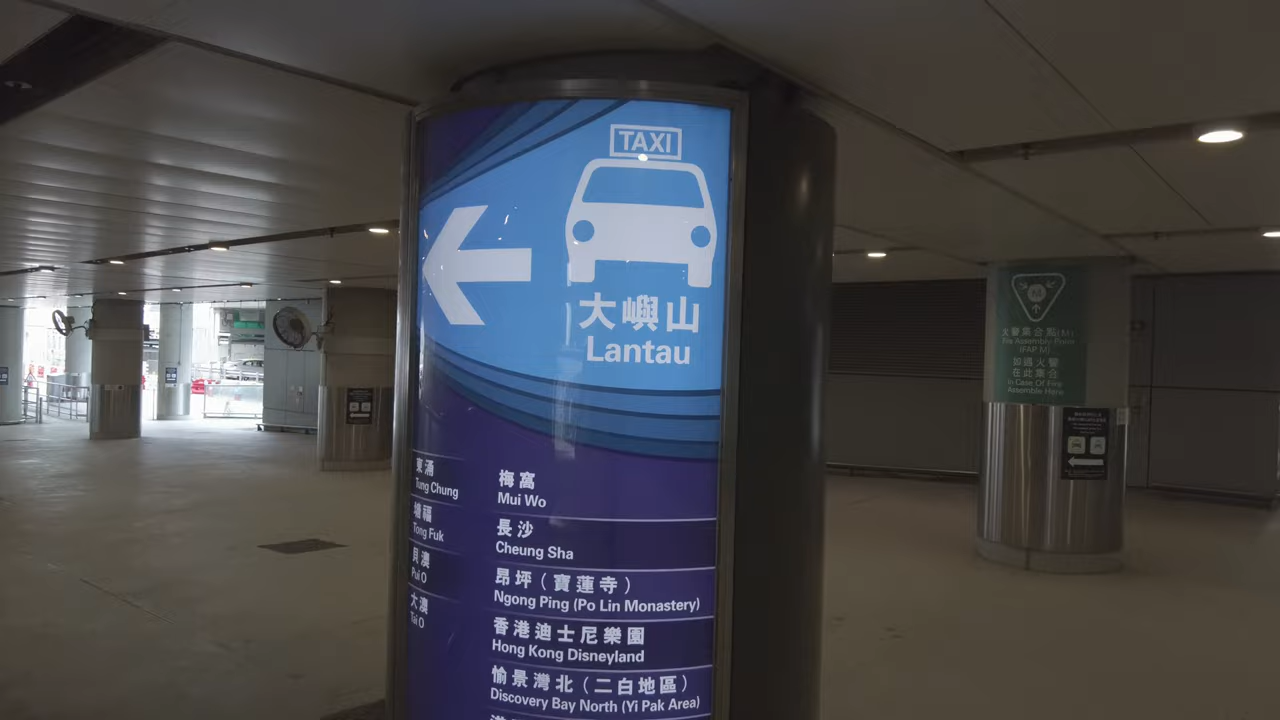 TAXI
大嶼山
Lantau
東涌
Tung Chung
塘福
Tong Fuk
貝澳
Pui O
大澳
Tai O
梅窩
Mui Wo
長沙
Cheung Sha
昂坪（寶蓮寺）
Ngong Ping (Po Lin Monastery)
香港迪士尼樂園
Hong Kong Disneyland
愉景灣北（二白地區）
Discovery Bay North (Yi Pak Area)
火警集合點(M)
Fire Assembly Point
(FAP M)
如遇火警
在此集合
In Case Of Fire
Assemble Here